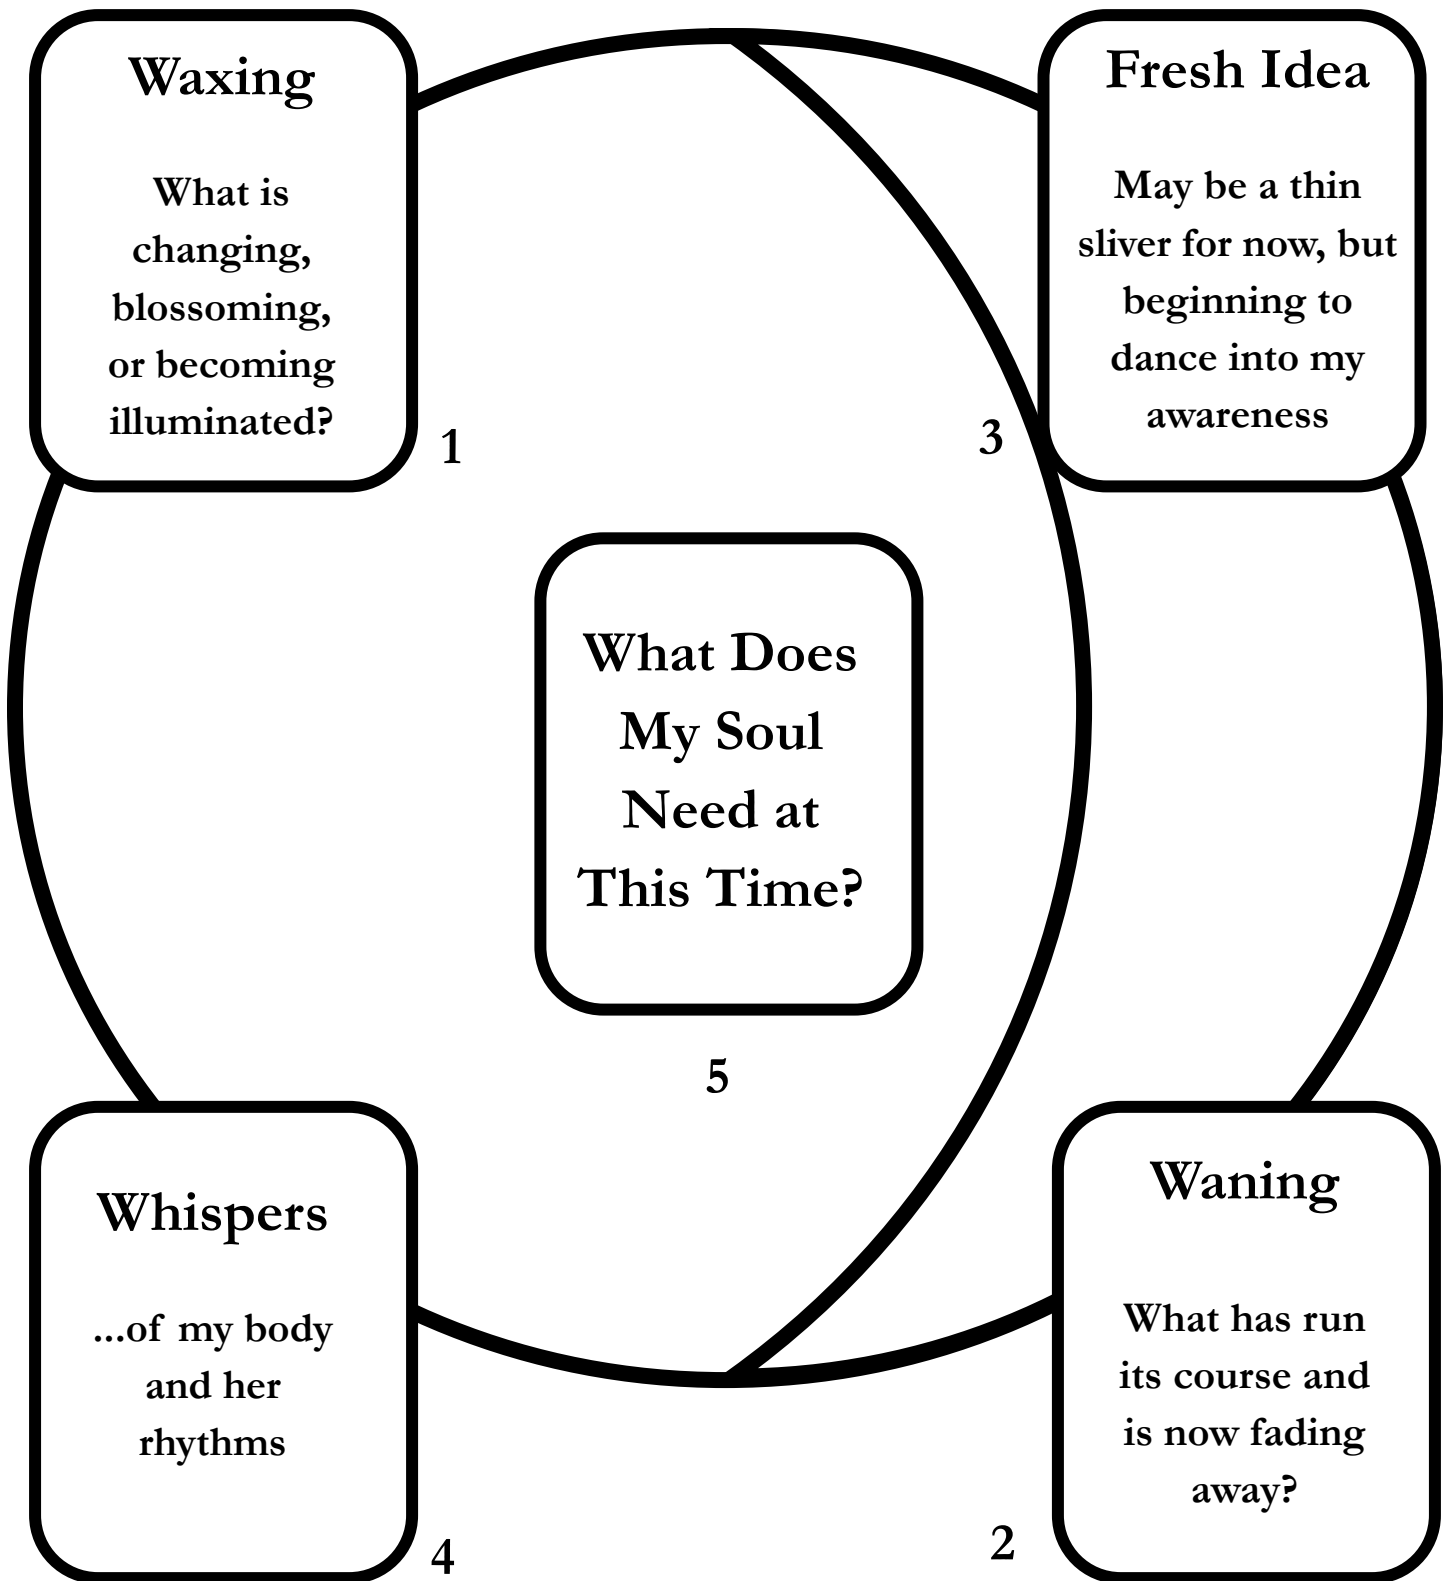 Waxing
What is
changing,
blossoming,
or becoming
illuminated?
1
Fresh Idea
May be a thin
sliver for now, but
beginning to
dance into my
awareness
3
What Does
My Soul
Need at
This Time?
5
Whispers
...of my body
and her
rhythms
4
Waning
What has run
its course and
is now fading
away?
2